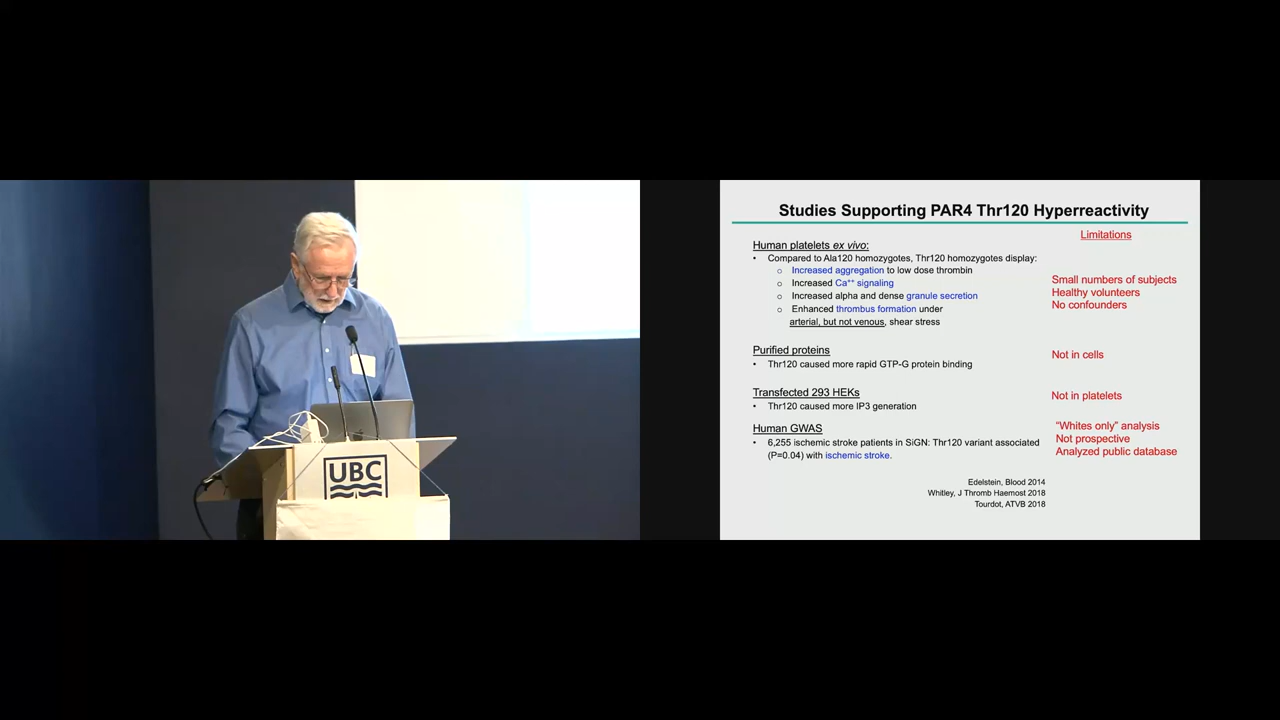 UBC
Studies Supporting PAR4 Thr120 Hyperreactivity
Limitations
Human platelets ex vivo:
• Compared to Ala120 homozygotes, Thr120 homozygotes display:
o Increased aggregation to low dose thrombin
o Increased Ca++ signaling
o Increased alpha and dense granule secretion
o Enhanced thrombus formation under
arterial, but not venous, shear stress
Small numbers of subjects
Healthy volunteers
No confounders
Purified proteins
• Thr120 caused more rapid GTP-G protein binding
Not in cells
Transfected 293 HEKs
• Thr120 caused more IP3 generation
Not in platelets
Human GWAS
• 6,255 ischemic stroke patients in SiGN: Thr120 variant associated
(P=0.04) with ischemic stroke.
“Whites only” analysis
Not prospective
Analyzed public database
Edelstein, Blood 2014
Whitley, J Thromb Haemost 2018
Tourdot, ATVB 2018